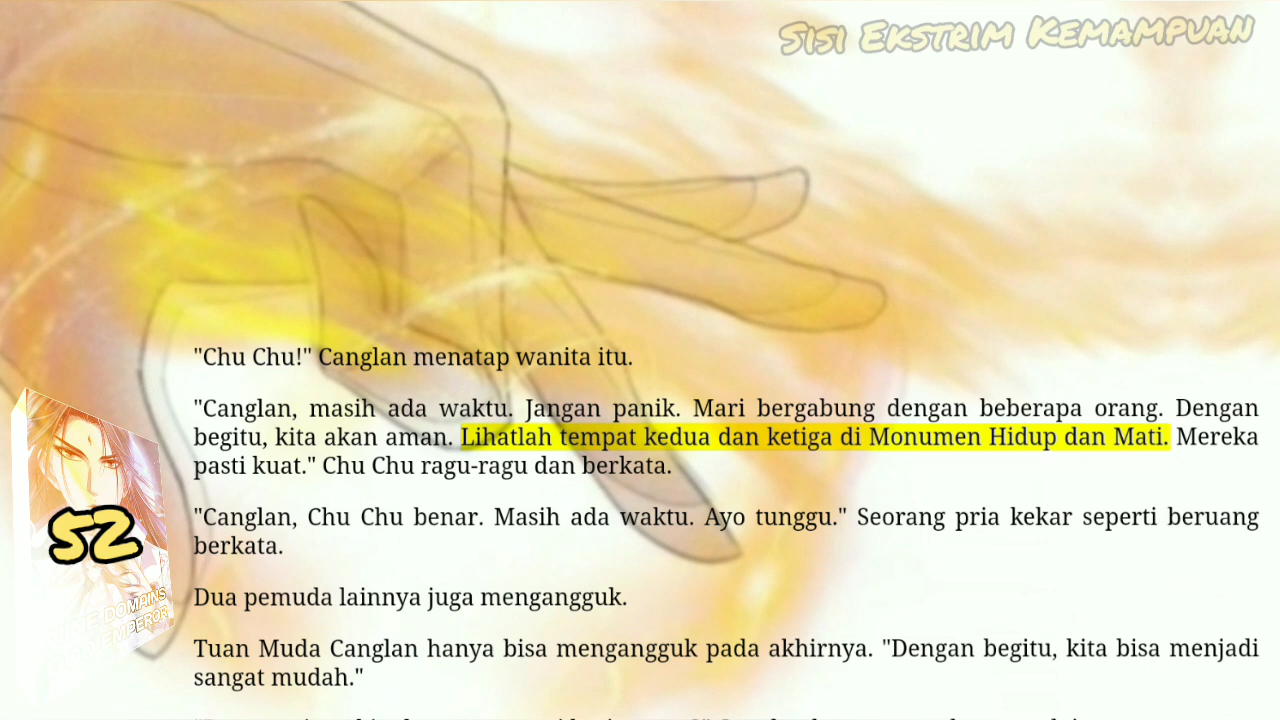 Sisi Ekstrim Kemampuan
"Chu Chu!" Canglan menatap wanita itu.
"Canglan, masih ada waktu. Jangan panik. Mari bergabung dengan beberapa orang. Dengan
begitu, kita akan aman. Lihatlah tempat kedua dan ketiga di Monumen Hidup dan Mati. Mereka
pasti kuat." Chu Chu ragu-ragu dan berkata.
"Canglan, Chu Chu benar. Masih ada waktu. Ayo tunggu." Seorang pria kekar seperti beruang
berkata.
52
Dua pemuda lainnya juga mengangguk.
DOMAINS
EMPEROR
Tuan Muda Canglan hanya bisa mengangguk pada akhirnya. "Dengan begitu, kita bisa menjadi
sangat mudah."